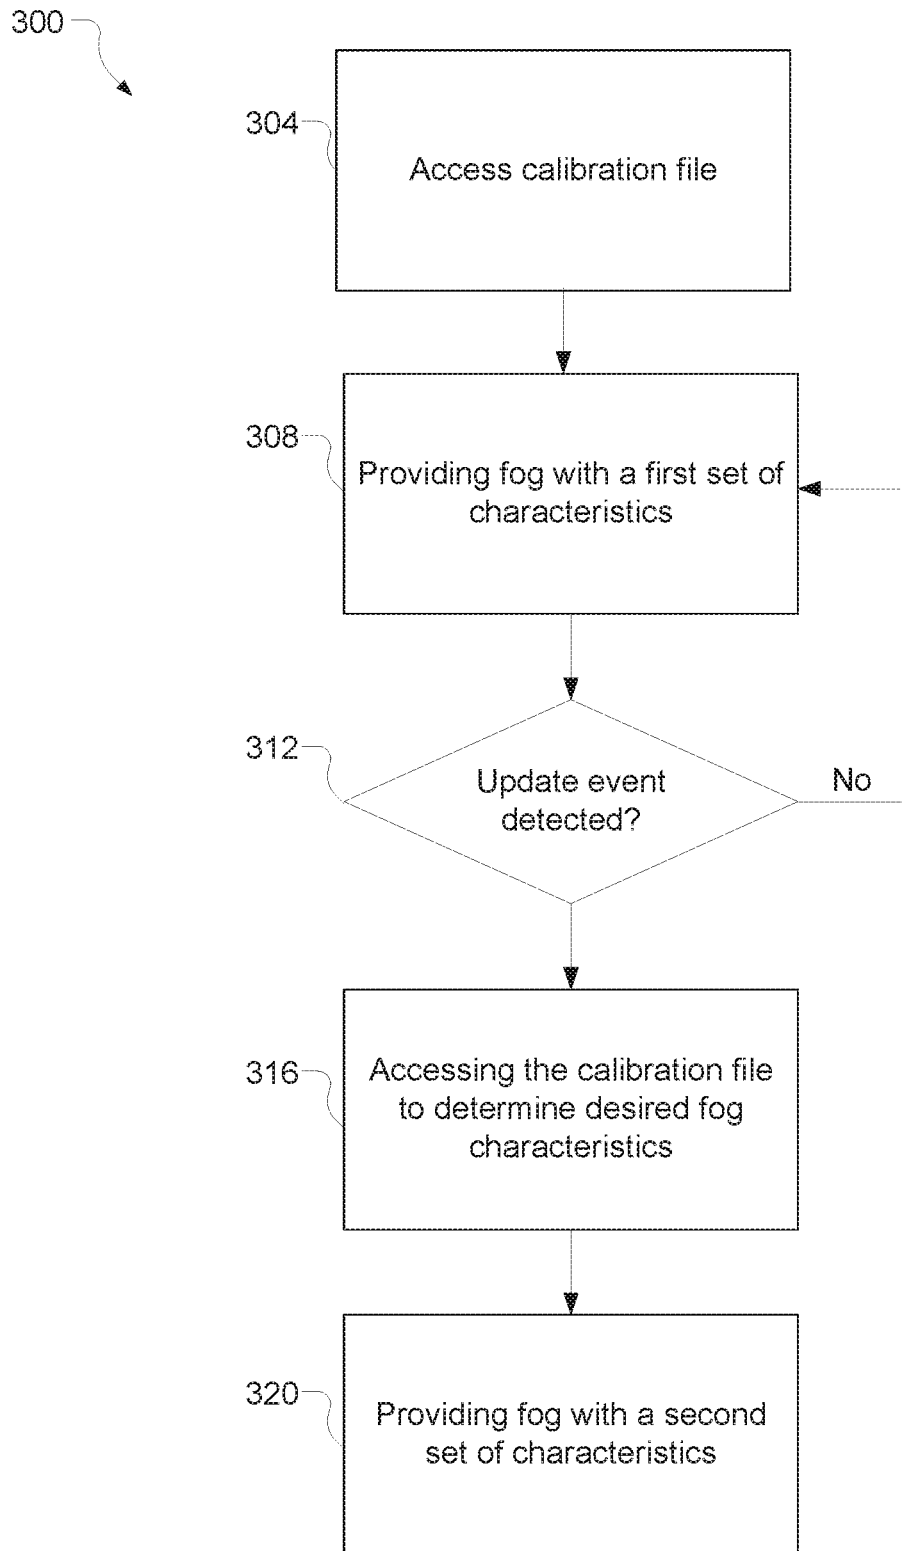 300
304
Access calibration file
308
Providing fog with a first set of
characteristics
312
Update event
detected?
No
316
Accessing the calibration file
to determine desired fog
characteristics
320
Providing fog with a second
set of characteristics